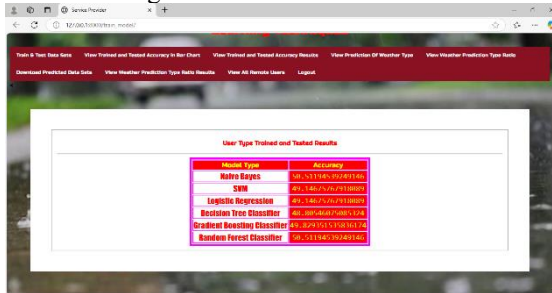 Service Provider
127.0.0.1:8000/train_model/
Train & Test Data Sets View Trained and Tested Accuracy in Bar Chart View Trained and Tested Accuracy Results View Prediction Of Weather Type View Weather Prediction Type Ratio
Download Predicted Data Sets View Weather Prediction Type Ratio Results View All Remote Users Logout
User Type Trained and Tested Results
Model Type Accuracy
Naive Bayes 50.51194539249146
SVM 49.14675767918089
Logistic Regression 49.14675767918089
Decision Tree Classifier 48.80546075085324
Gradient Boosting Classifier 49.829351535836174
Random Forest Classifier 50.51194539249146